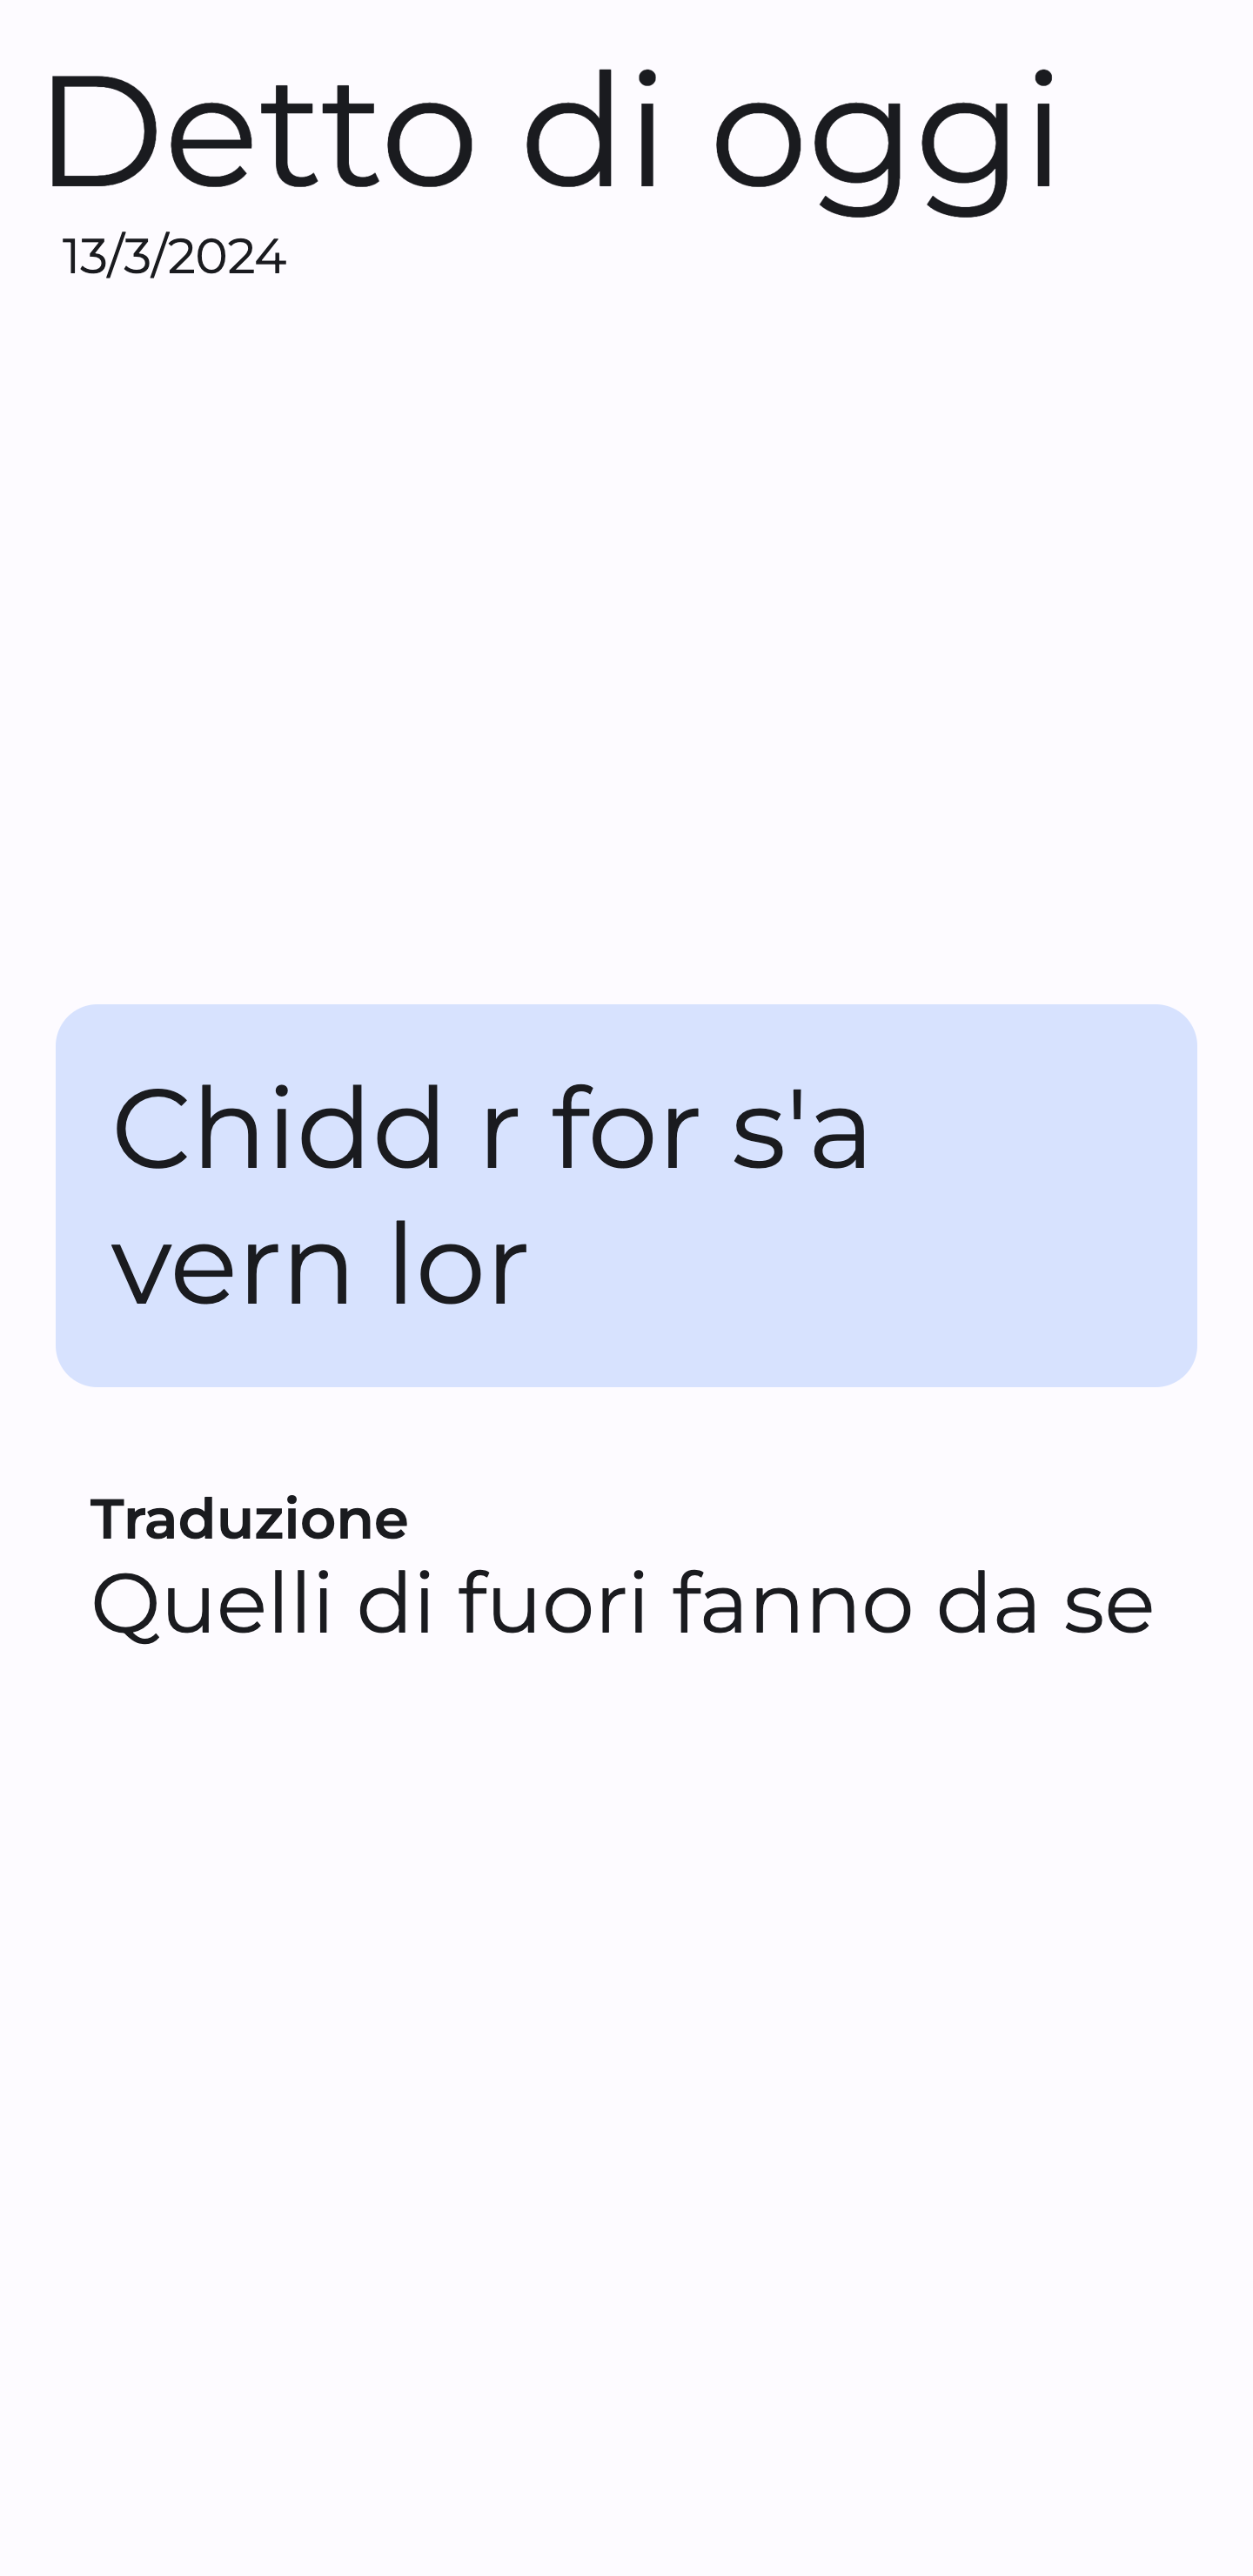 Detto di oggi
13/3/2024
Chidd r for s'a
vern lor
Traduzione
Quelli di fuori fanno da se